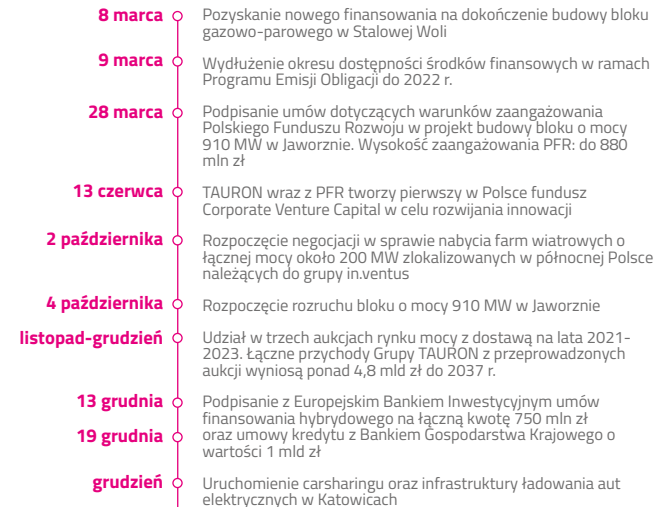 8 marca
Pozyskanie nowego finansowania na dokończenie budowy bloku
gazowo-parowego w Stalowej Woli
9 marca
Wydłużenie okresu dostępności środków finansowych w ramach
Programu Emisji Obligacji do 2022 r.
28 marca
Podpisanie umów dotyczących warunków zaangażowania
Polskiego Funduszu Rozwoju w projekt budowy bloku o mocy
910 MW w Jaworznie. Wysokość zaangażowania PFR: do 880
mln zł
13 czerwca
TAURON wraz z PFR tworzy pierwszy w Polsce fundusz
Corporate Venture Capital w celu rozwijania innowacji
2 października
Rozpoczęcie negocjacji w sprawie nabycia farm wiatrowych o
łącznej mocy około 200 MW zlokalizowanych w północnej Polsce
należących do grupy in.ventus
4 października
Rozpoczęcie rozruchu bloku o mocy 910 MW w Jaworznie
listopad-grudzień
Udział w trzech aukcjach rynku mocy z dostawą na lata 2021-
2023. Łączne przychody Grupy TAURON z przeprowadzonych
aukcji wyniosą ponad 4,8 mld zł do 2037 r.
13 grudnia
Podpisanie z Europejskim Bankiem Inwestycyjnym umów
finansowania hybrydowego na łączną kwotę 750 mln zł
19 grudnia
oraz umowy kredytu z Bankiem Gospodarstwa Krajowego o
wartości 1 mld zł
grudzień
Uruchomienie carsharingu oraz infrastruktury ładowania aut
elektrycznych w Katowicach